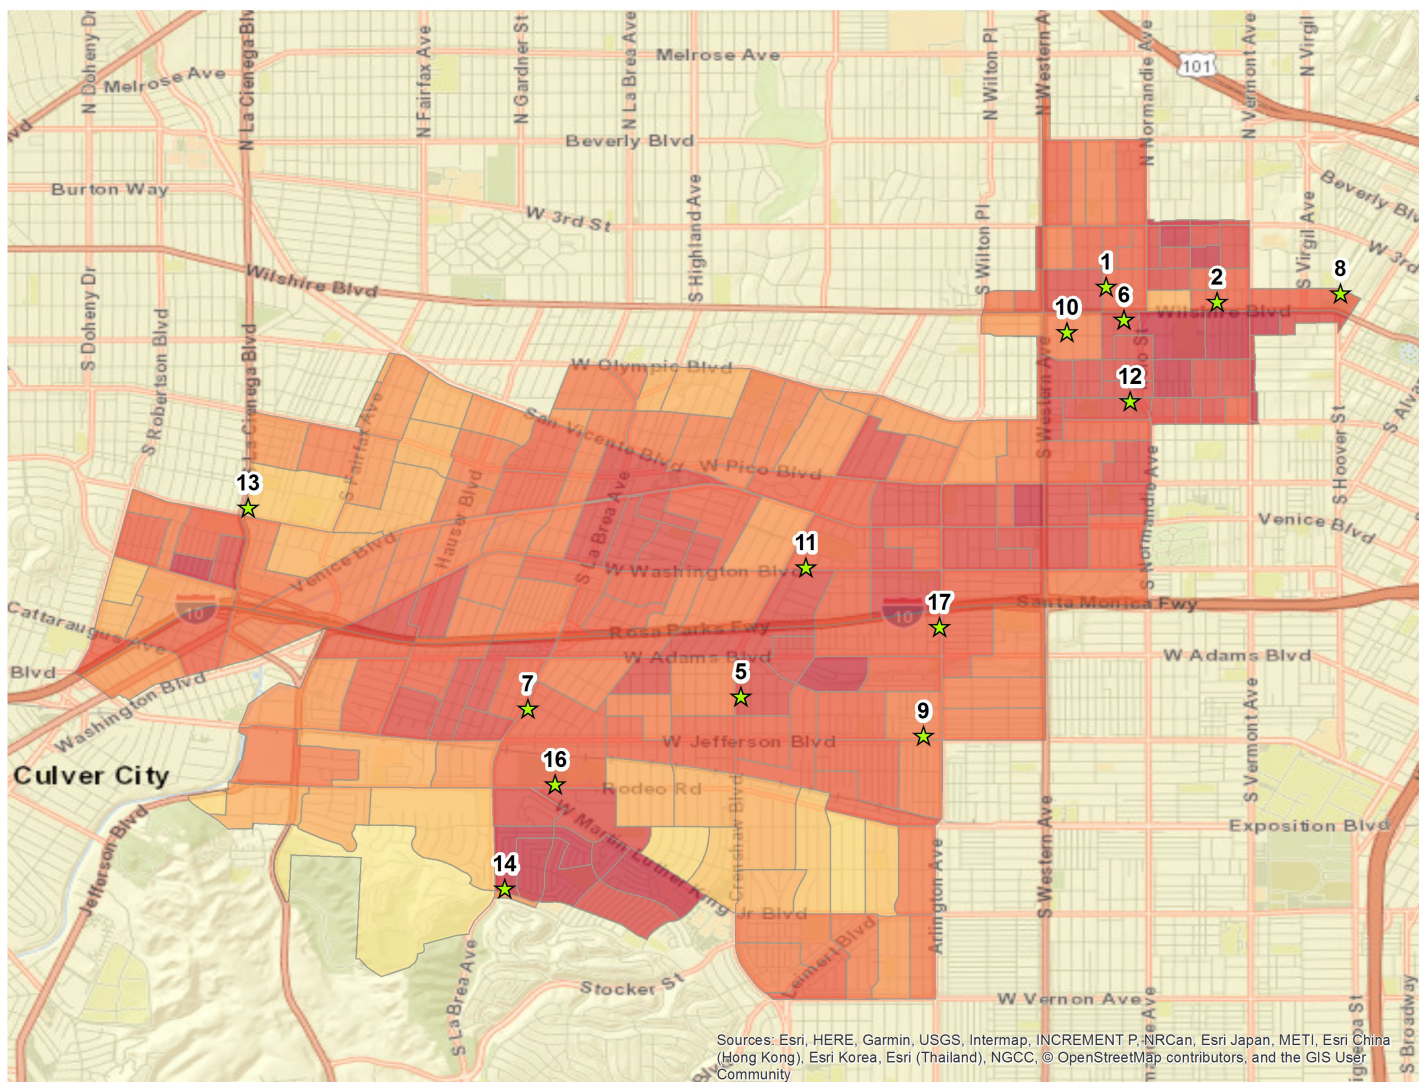 N Doheny Dr
N La Cienega Blv
N Fairfax Ave
N Gardner St
N La Brea Ave
Melrose Ave
N Wilton Pl
N Western A
N Normandie Ave
N Vermont Ave
N Virgil
101
Melrose Ave
lvd
Beverly Blvd
Burton Way
W 3rd St
N Highland Ave
S Wilton Pl
S Virgil Ave
Beverly Blv
W 3rd
Wilshire Blvd
1
2
8
6
10
Wilshire Blvd
S Doheny Dr
S Robertson Blvd
La Cienega Blvd
W Olympic Blvd
12
S Western Ave
S Hoover St
S Alva
S Fairfax Ave
San Vicente Blvd
W Pico Blvd
13
Hauser Blvd
S La Brea Ave
Venice Blvd
S Normandie Ave
Venice Blvd
11
W Washington Blvd
10
10
17
Santa Monica Fwy
Cattaraugus Ave
Rosa Parks Fwy
W Adams Blvd
W Adams Blvd
Blvd
Washington Blvd
7
5
9
W Jefferson Blvd
S Vermont Ave
Culver City
16
Rodeo Rd
W Martin Luther King
Jr Blvd
Crenshaw Blvd
Jefferson Blvd
14
Exposition Blvd
S Western Ave
Arlington Ave
Leimert Blvd
S La Brea Ave
Stocker St
W Vernon Ave
S Broadway
Sources: Esri, HERE, Garmin, USGS, Intermap, INCREMENT P, NRCan, Esri Japan, METI, Esri China
(Hong Kong), Esri Korea, Esri (Thailand), NGCC, © OpenStreetMap contributors, and the GIS User
Community